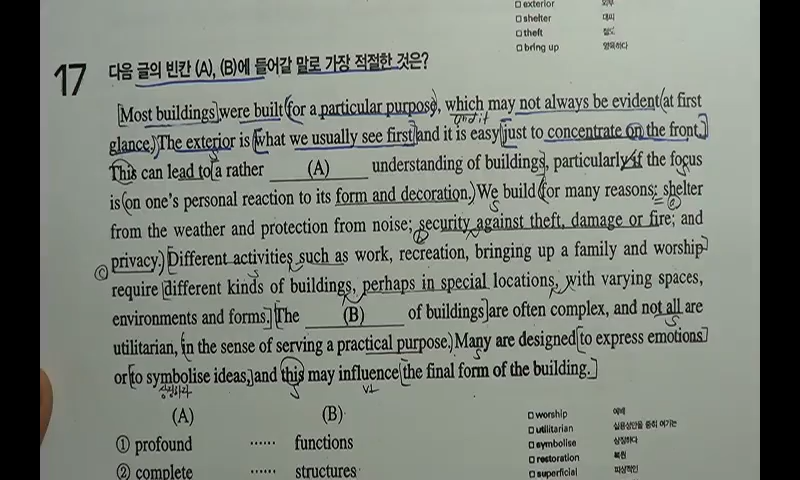 □ exterior 외부
□ shelter 대피
□ theft 절도
□ bring up 양육하다
17 다음 글의 빈칸 (A), (B)에 들어갈 말로 가장 적절한 것은?
Most buildings were built for a particular purpose, which may not always be evident at first
and it
glance. The exterior is what we usually see first and it is easy just to concentrate on the front.
This can lead to a rather (A) understanding of buildings, particularly if the focus
is on one's personal reaction to its form and decoration. We build for many reasons: shelter
from the weather and protection from noise; security against theft, damage or fire; and
privacy. Different activities such as work, recreation, bringing up a family and worship
require different kinds of buildings, perhaps in special locations, with varying spaces,
environments and forms. The (B) of buildings are often complex, and not all are
utilitarian, in the sense of serving a practical purpose. Many are designed to express emotions
or to symbolise ideas, and this may influence the final form of the building.
상징하다
(A) (B)
① profound ······ functions
② complete ······ structures
□ worship 예배
□ utilitarian 실용성만을 중히 여기는
□ symbolise 상징하다
□ restoration 복원
□ superficial 피상적인